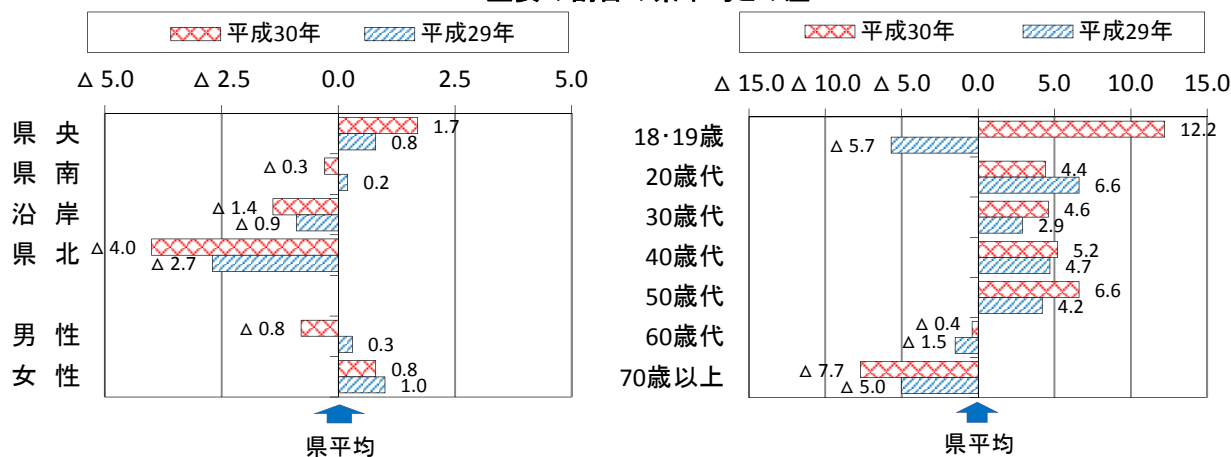 平成30年 平成29年
△ 5.0 △ 2.5 0.0 2.5 5.0
県 央 1.7
0.8
県 南 △ 0.3
0.2
沿 岸 △ 1.4
△ 0.9
県 北 △ 4.0
△ 2.7
男 性 △ 0.8
0.3
女 性 0.8
1.0
県平均
平成30年 平成29年
△ 15.0 △ 10.0 △ 5.0 0.0 5.0 10.0 15.0
18・19歳 12.2
△ 5.7
20歳代 4.4
6.6
30歳代 4.6
2.9
40歳代 5.2
4.7
50歳代 6.6
4.2
60歳代 △ 0.4
△ 1.5
70歳以上 △ 7.7
△ 5.0
県平均